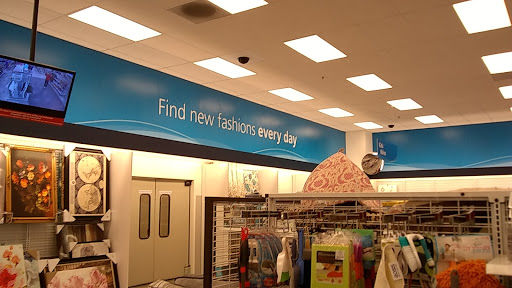 Find new fashions every day